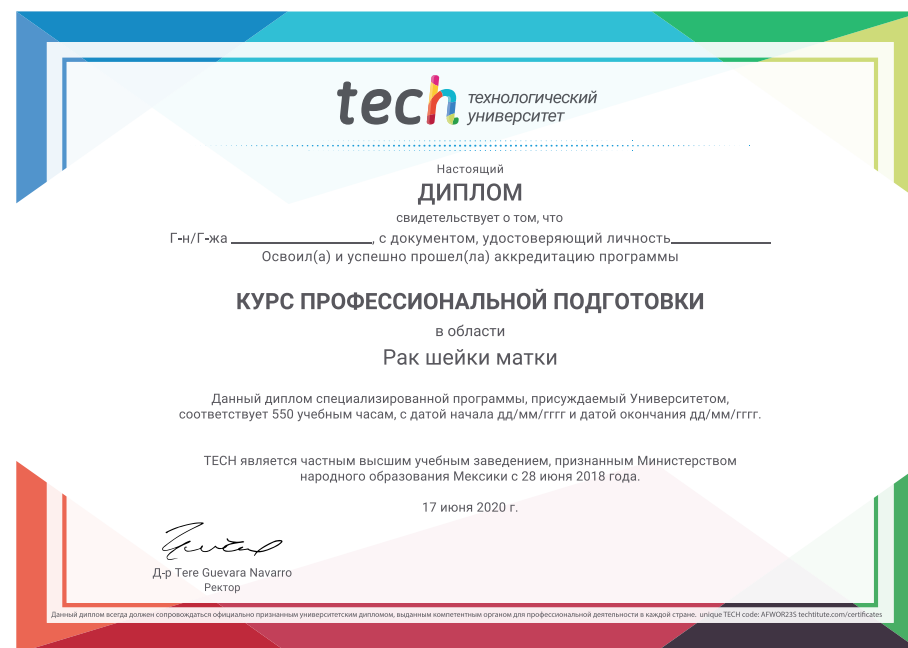 tech технологический
университет
Настоящий
ДИПЛОМ
свидетельствует о том, что
Г-н/Г-жа ____________________, с документом, удостоверяющий личность______________
Освоил(а) и успешно прошел(ла) аккредитацию программы
КУРС ПРОФЕССИОНАЛЬНОЙ ПОДГОТОВКИ
в области
Рак шейки матки
Данный диплом специализированной программы, присуждаемый Университетом,
соответствует 550 учебным часам, с датой начала дд/мм/гггг и датой окончания дд/мм/гггг.
TECH является частным высшим учебным заведением, признанным Министерством
народного образования Мексики с 28 июня 2018 года.
17 июня 2020 г.
Д-р Tere Guevara Navarro
Ректор
Данный диплом всегда должен сопровождаться официально признанным университетским дипломом, выданным компетентным органом для профессиональной деятельности в каждой стране. unique TECH code: AFWOR23S techtitute.com/certificates